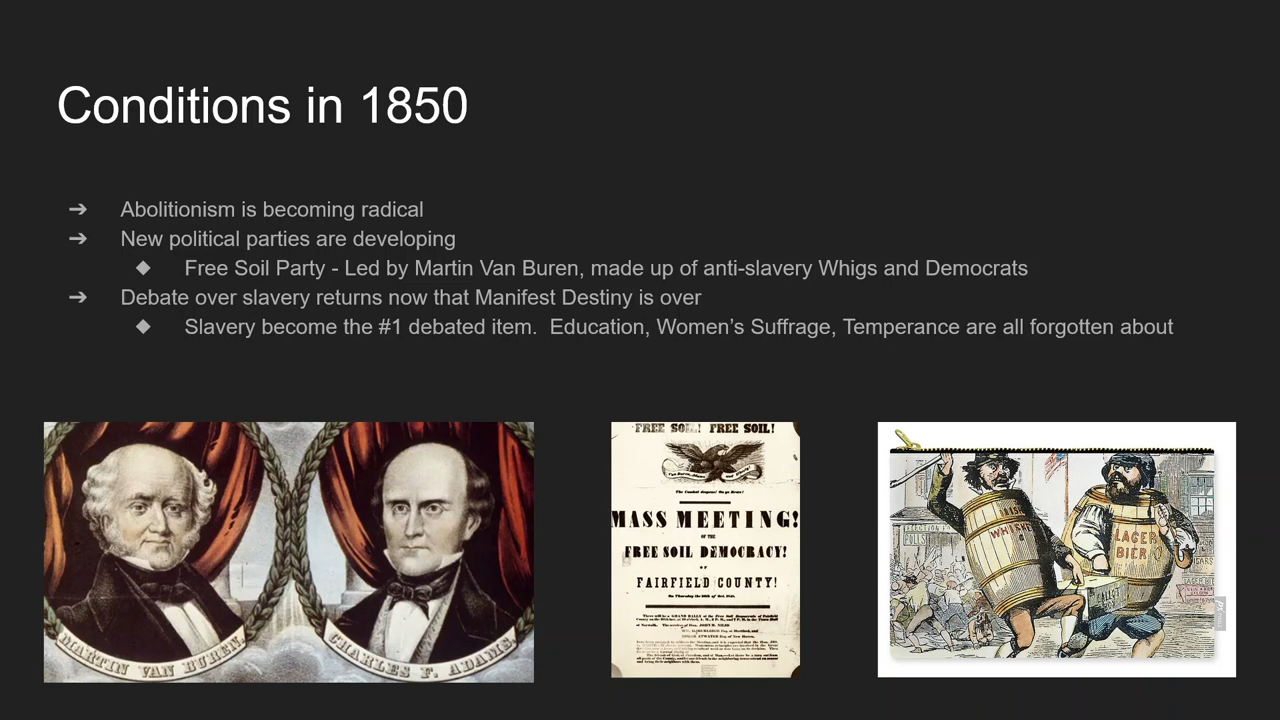 Conditions in 1850
➔ Abolitionism is becoming radical
➔ New political parties are developing
◆ Free Soil Party - Led by Martin Van Buren, made up of anti-slavery Whigs and Democrats
➔ Debate over slavery returns now that Manifest Destiny is over
◆ Slavery become the #1 debated item. Education, Women’s Suffrage, Temperance are all forgotten about
MARTIN VAN BUREN
CHARLES F. ADAMS.
FREE SOIL! FREE SOIL!
MASS MEETING!
OF THE
FREE SOIL DEMOCRACY!
OF
FAIRFIELD COUNTY!
WHISKY
LAGER
BIER
ELECTION
POLLS